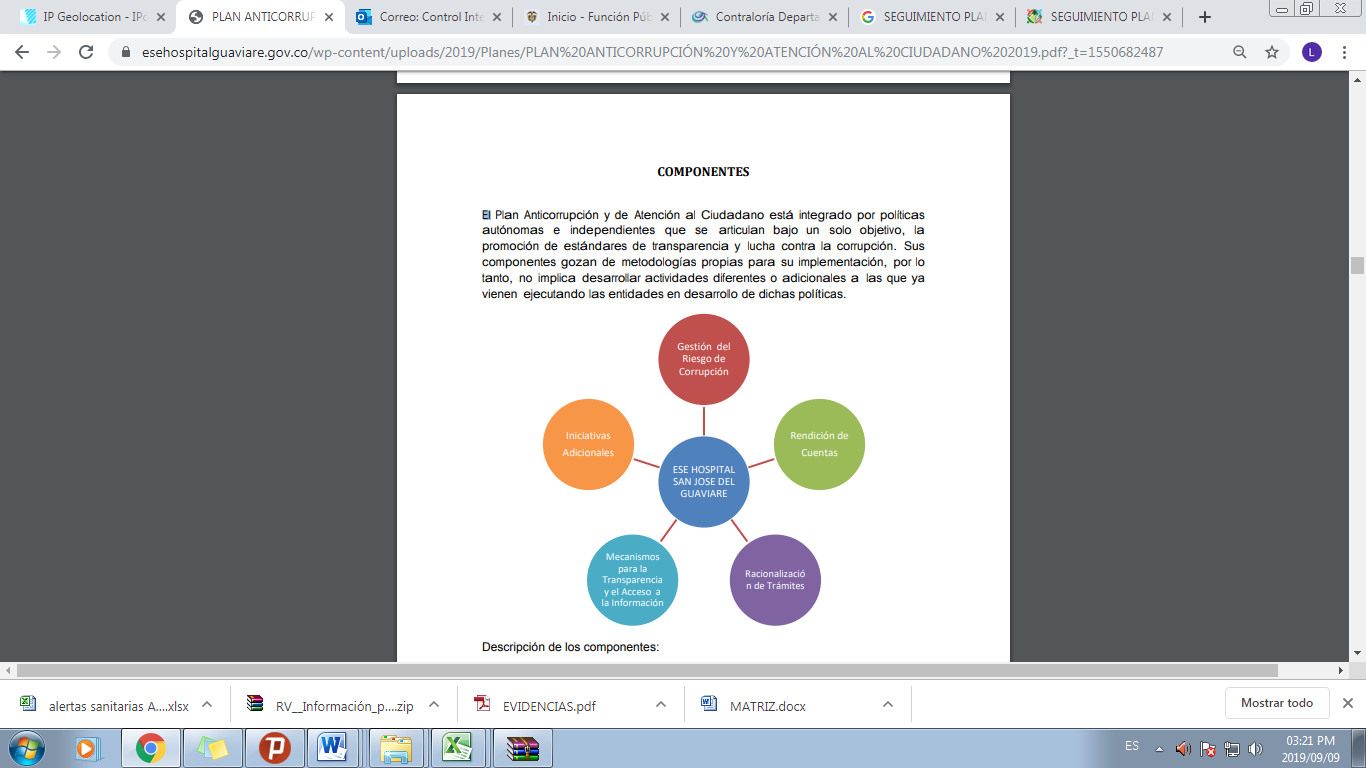 IP Geolocation - IPc
PLAN ANTICORRUP
Correo: Control Inte
Inicio - Función Púb
Contraloría Departa
SEGUIMIENTO PLAN
SEGUIMIENTO PLA
esehospitalguaviare.gov.co/wp-content/uploads/2019/Planes/PLAN%20ANTICORRUPCIÓN%20Y%20ATENCIÓN%20AL%20CIUDADANO%202019.pdf?_t=1550682487
L
COMPONENTES
El Plan Anticorrupción y de Atención al Ciudadano está integrado por políticas
autónomas e independientes que se articulan bajo un solo objetivo, la
promoción de estándares de transparencia y lucha contra la corrupción. Sus
componentes gozan de metodologías propias para su implementación, por lo
tanto, no implica desarrollar actividades diferentes o adicionales a las que ya
vienen ejecutando las entidades en desarrollo de dichas políticas.
Gestión del
Riesgo de
Corrupción
Iniciativas
Adicionales
Rendición de
Cuentas
ESE HOSPITAL
SAN JOSE DEL
GUAVIARE
Mecanismos
para la
Transparencia
y el Acceso a
la Información
Racionalizació
n de Trámites
Descripción de los componentes:
alertas sanitarias A....xlsx
RV__Información_p....zip
EVIDENCIAS.pdf
MATRIZ.docx
Mostrar todo
ES
03:21 PM
2019/09/09